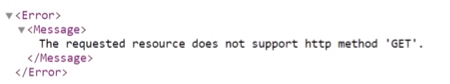 ▼<Error>
▼<Message>
The requested resource does not support http method 'GET'.
</Message>
</Error>